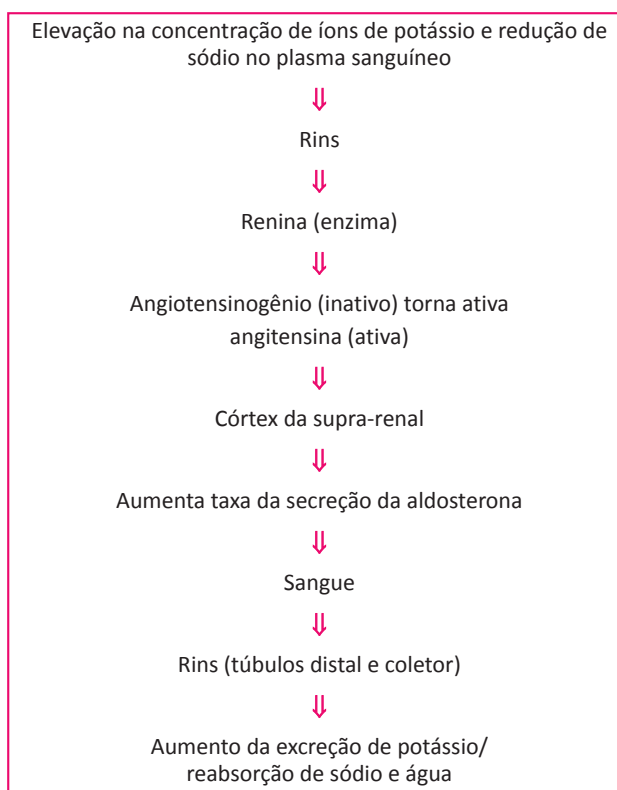 Elevação na concentração de íons de potássio e redução de
sódio no plasma sanguíneo
⇓
Rins
⇓
Renina (enzima)
⇓
Angiotensinogênio (inativo) torna ativa
angitensina (ativa)
⇓
Córtex da supra-renal
⇓
Aumenta taxa da secreção da aldosterona
⇓
Sangue
⇓
Rins (túbulos distal e coletor)
⇓
Aumento da excreção de potássio/
reabsorção de sódio e água